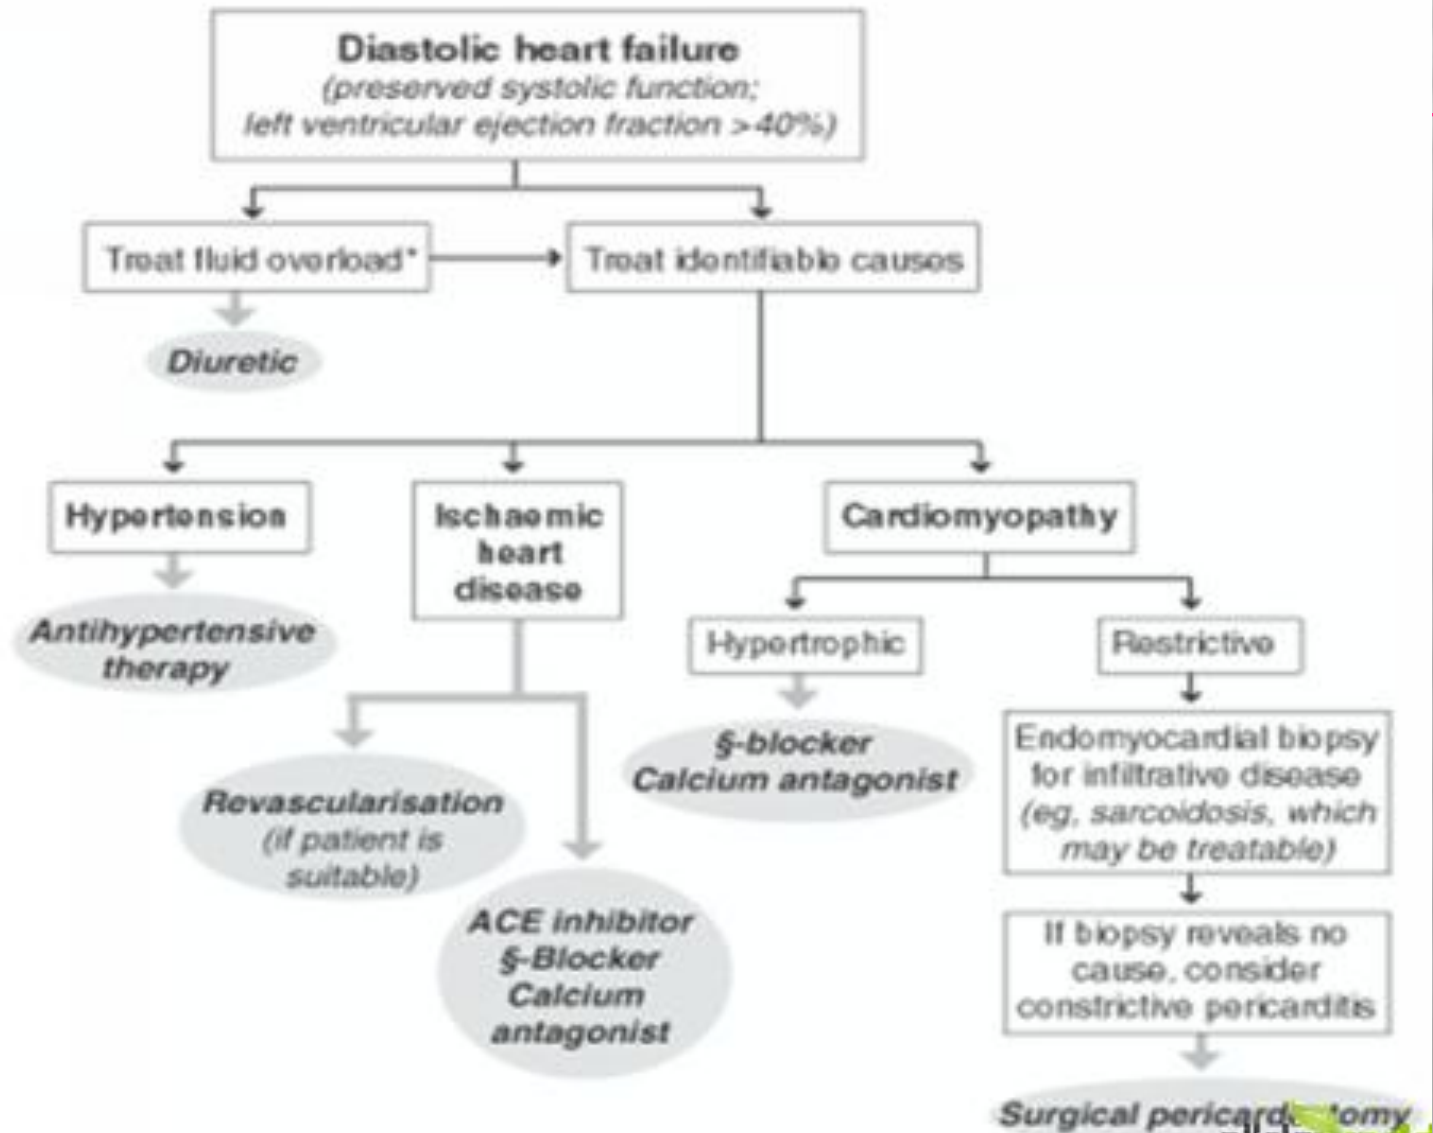 Diastolic heart failure
(preserved systolic function;
left ventricular ejection fraction >40%)
Treat fluid overload*
Treat identifiable causes
Diuretic
Hypertension
Ischaemic
heart
disease
Cardiomyopathy
Antihypertensive
therapy
Hypertrophic
Restrictive
Revascularisation
(if patient is
suitable)
ACE inhibitor
§-Blocker
Calcium
antagonist
§-blocker
Calcium antagonist
Endomyocardial biopsy
for infiltrative disease
(eg, sarcoidosis, which
may be treatable)
If biopsy reveals no
cause, consider
constrictive pericarditis
Surgical